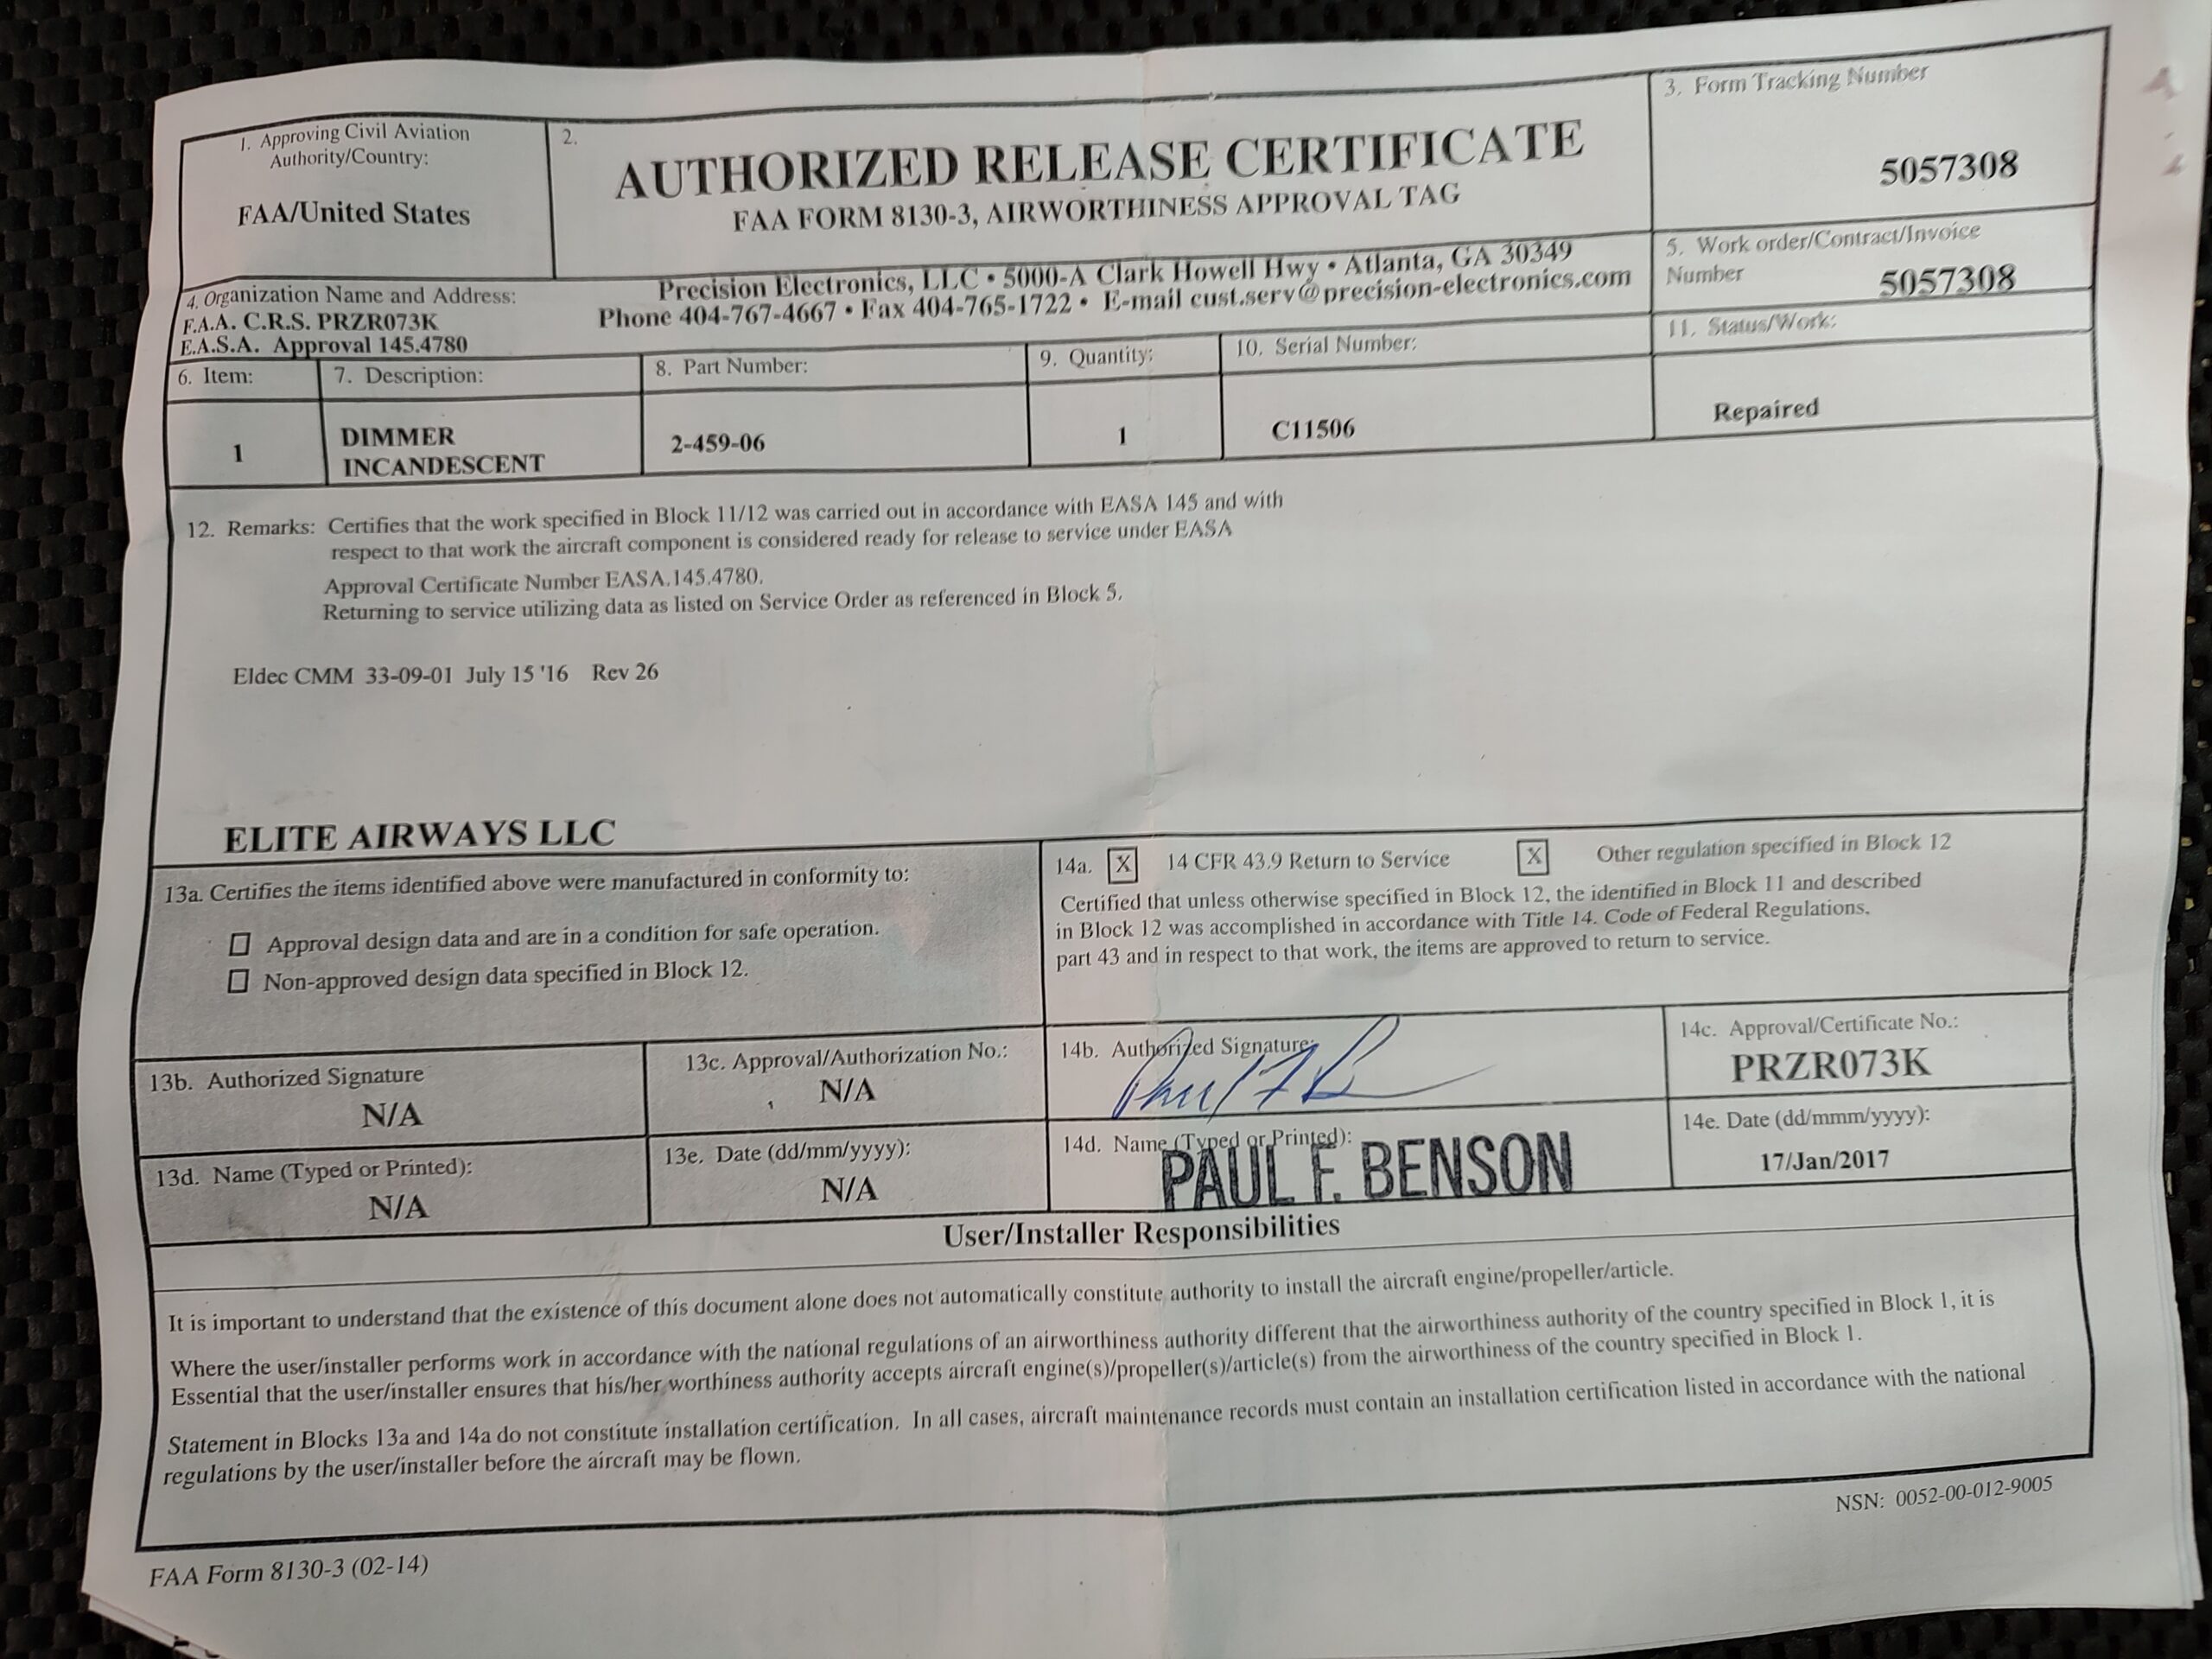 1. Approving Civil Aviation
Authority/Country:
FAA/United States
2.
AUTHORIZED RELEASE CERTIFICATE
FAA FORM 8130-3, AIRWORTHINESS APPROVAL TAG
3. Form Tracking Number
5057308
4. Organization Name and Address:
F.A.A. C.R.S. PRZR073K
E.A.S.A. Approval 145.4780
Precision Electronics, LLC • 5000-A Clark Howell Hwy • Atlanta, GA 30349
Phone 404-767-4667 • Fax 404-765-1722 • E-mail cust.serv@precision-electronics.com
5. Work order/Contract/Invoice
Number 5057308
6. Item:
7. Description:
8. Part Number:
9. Quantity:
10. Serial Number:
11. Status/Work:
1
DIMMER
INCANDESCENT
2-459-06
1
C11506
Repaired
12. Remarks: Certifies that the work specified in Block 11/12 was carried out in accordance with EASA 145 and with
respect to that work the aircraft component is considered ready for release to service under EASA
Approval Certificate Number EASA.145.4780.
Returning to service utilizing data as listed on Service Order as referenced in Block 5.
Eldec CMM 33-09-01 July 15 '16 Rev 26
ELITE AIRWAYS LLC
13a. Certifies the items identified above were manufactured in conformity to:
Approval design data and are in a condition for safe operation.
Non-approved design data specified in Block 12.
14a. X 14 CFR 43.9 Return to Service X Other regulation specified in Block 12
Certified that unless otherwise specified in Block 12, the identified in Block 11 and described
in Block 12 was accomplished in accordance with Title 14. Code of Federal Regulations,
part 43 and in respect to that work, the items are approved to return to service.
13b. Authorized Signature
N/A
13c. Approval/Authorization No.:
N/A
14b. Authorized Signature:
14c. Approval/Certificate No.:
PRZR073K
13d. Name (Typed or Printed):
N/A
13e. Date (dd/mm/yyyy):
N/A
14d. Name (Typed or Printed):
PAUL F. BENSON
14e. Date (dd/mmm/yyyy):
17/Jan/2017
User/Installer Responsibilities
It is important to understand that the existence of this document alone does not automatically constitute authority to install the aircraft engine/propeller/article.
Where the user/installer performs work in accordance with the national regulations of an airworthiness authority different that the airworthiness authority of the country specified in Block 1, it is
Essential that the user/installer ensures that his/her worthiness authority accepts aircraft engine(s)/propeller(s)/article(s) from the airworthiness of the country specified in Block 1.
Statement in Blocks 13a and 14a do not constitute installation certification. In all cases, aircraft maintenance records must contain an installation certification listed in accordance with the national
regulations by the user/installer before the aircraft may be flown.
NSN: 0052-00-012-9005
FAA Form 8130-3 (02-14)